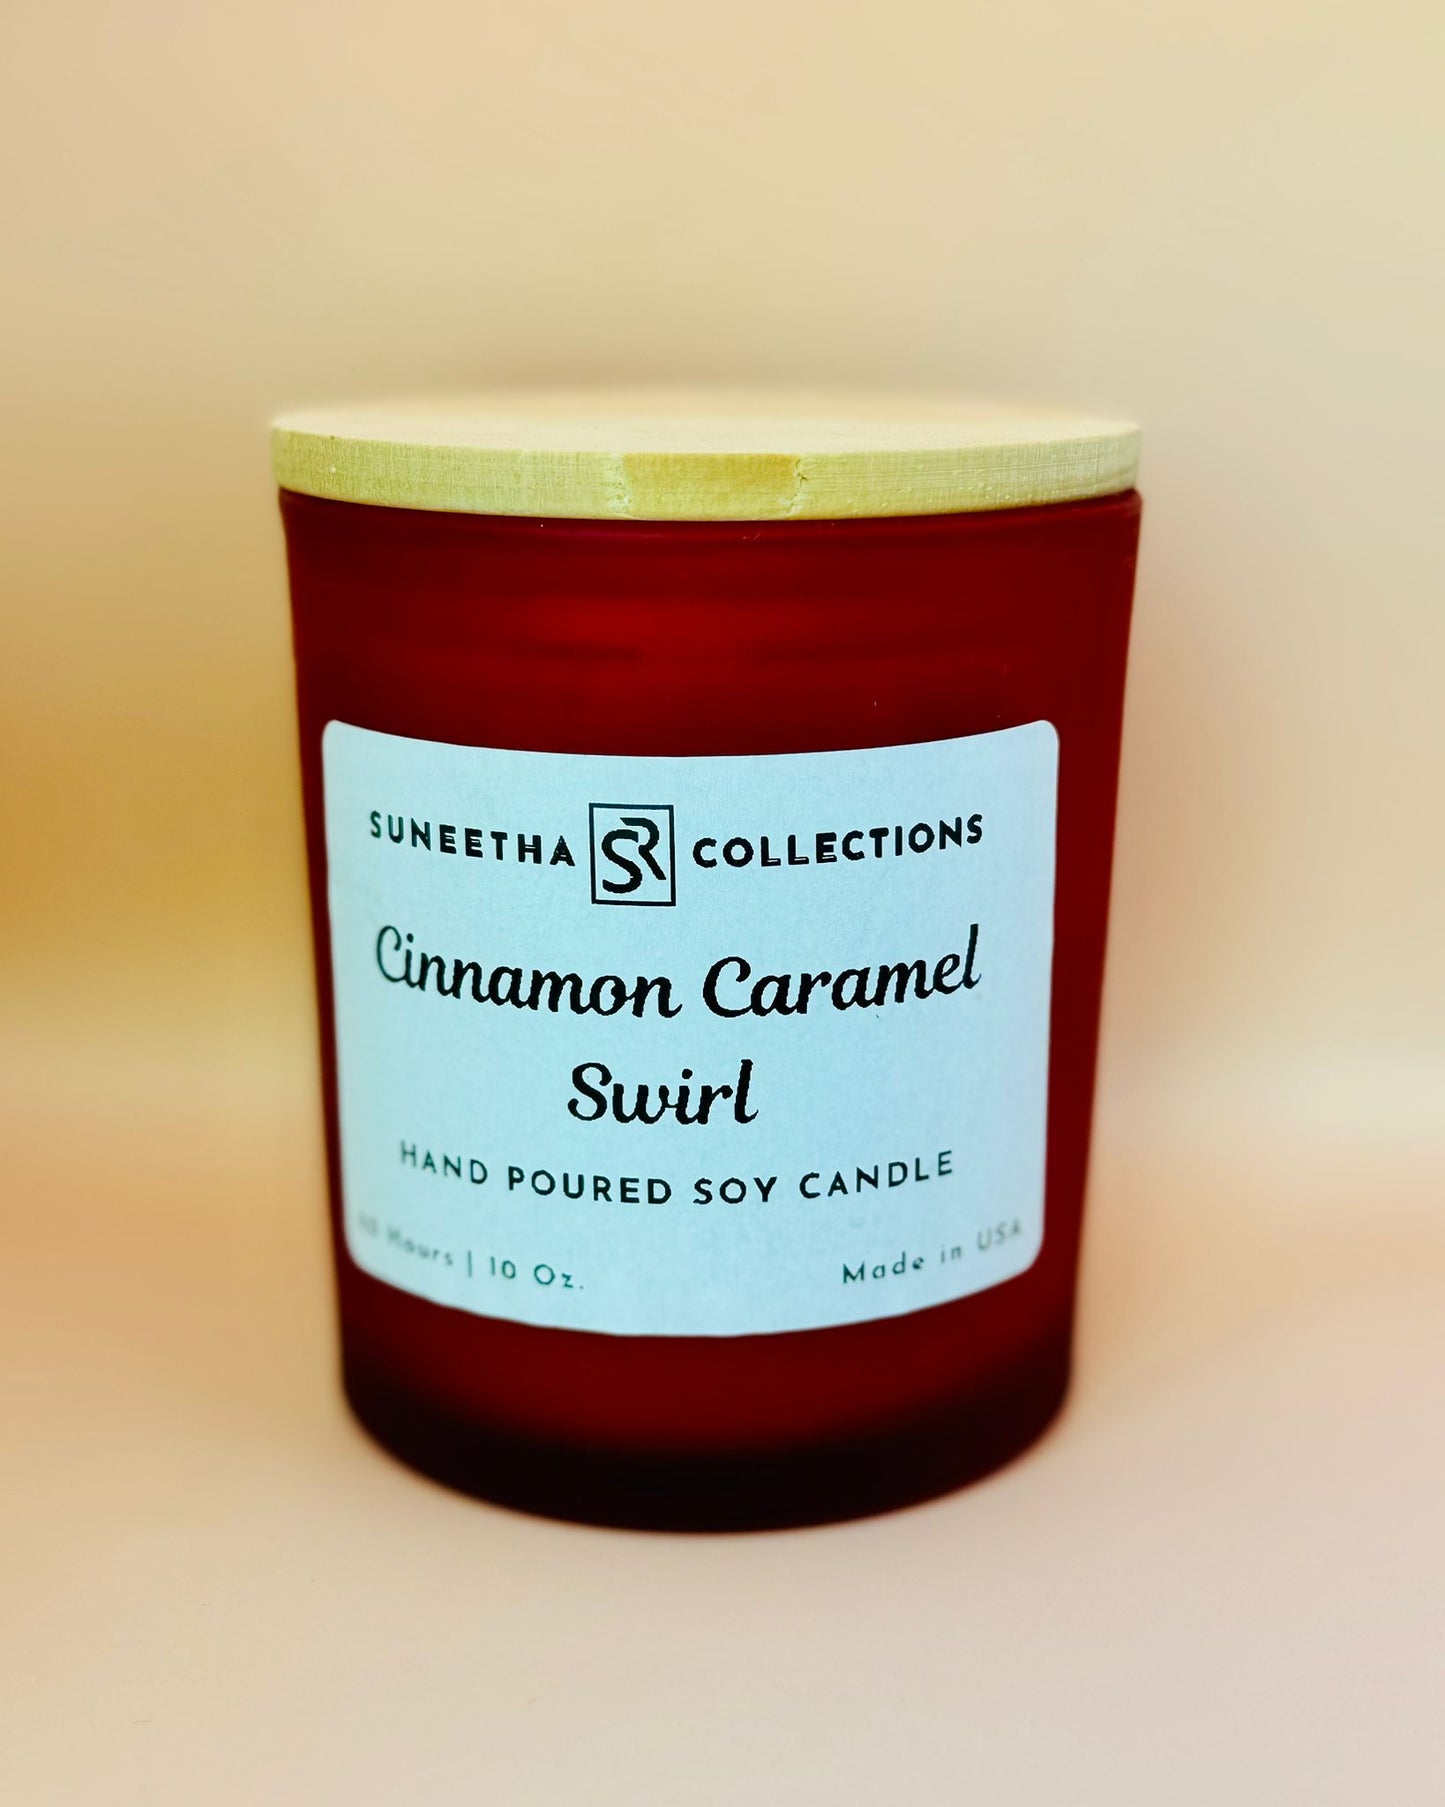 SUNEETHA SR COLLECTIONS
Cinnamon Caramel
Swirl
HAND POURED SOY CANDLE
Hours | 10 Oz.
Made in USA